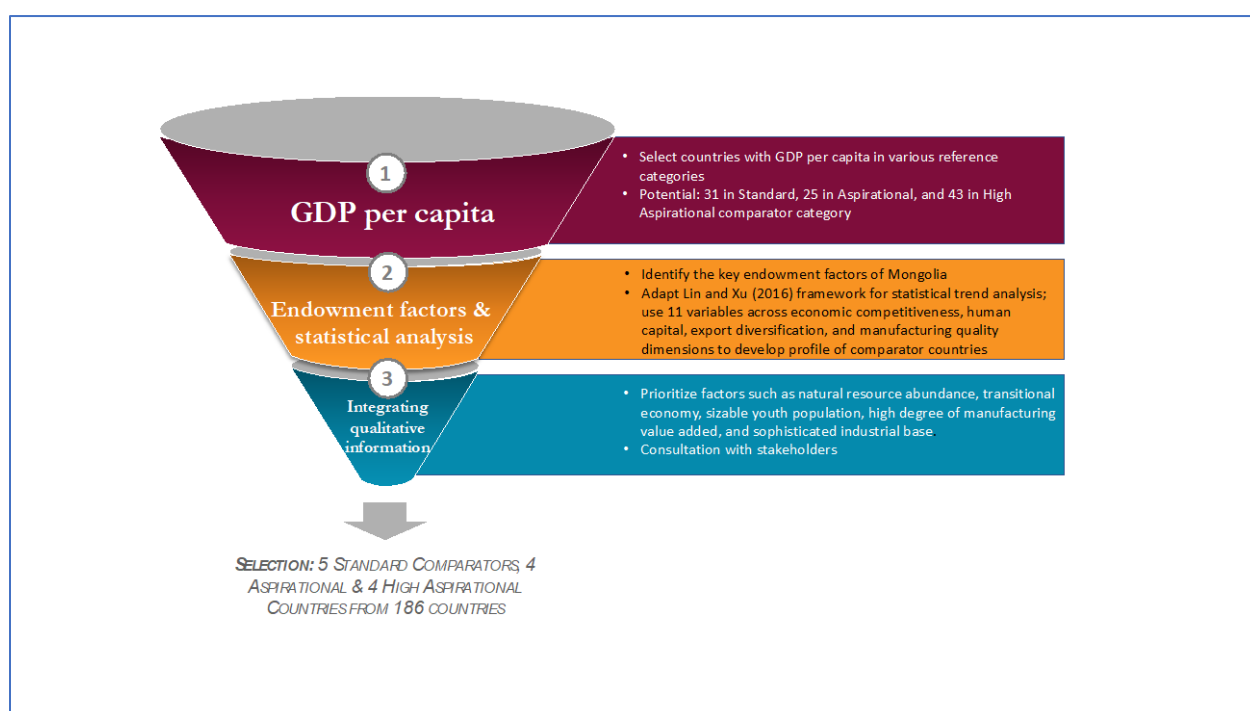 1
GDP per capita
• Select countries with GDP per capita in various reference
categories
• Potential: 31 in Standard, 25 in Aspirational, and 43 in High
Aspirational comparator category
2
Endowment factors &
statistical analysis
• Identify the key endowment factors of Mongolia
• Adapt Lin and Xu (2016) framework for statistical trend analysis;
use 11 variables across economic competitiveness, human
capital, export diversification, and manufacturing quality
dimensions to develop profile of comparator countries
3
Integrating
qualitative
information
• Prioritize factors such as natural resource abundance, transitional
economy, sizable youth population, high degree of manufacturing
value added, and sophisticated industrial base.
• Consultation with stakeholders
SELECTION: 5 STANDARD COMPARATORS, 4
ASPIRATIONAL & 4 HIGH ASPIRATIONAL
COUNTRIES FROM 186 COUNTRIES